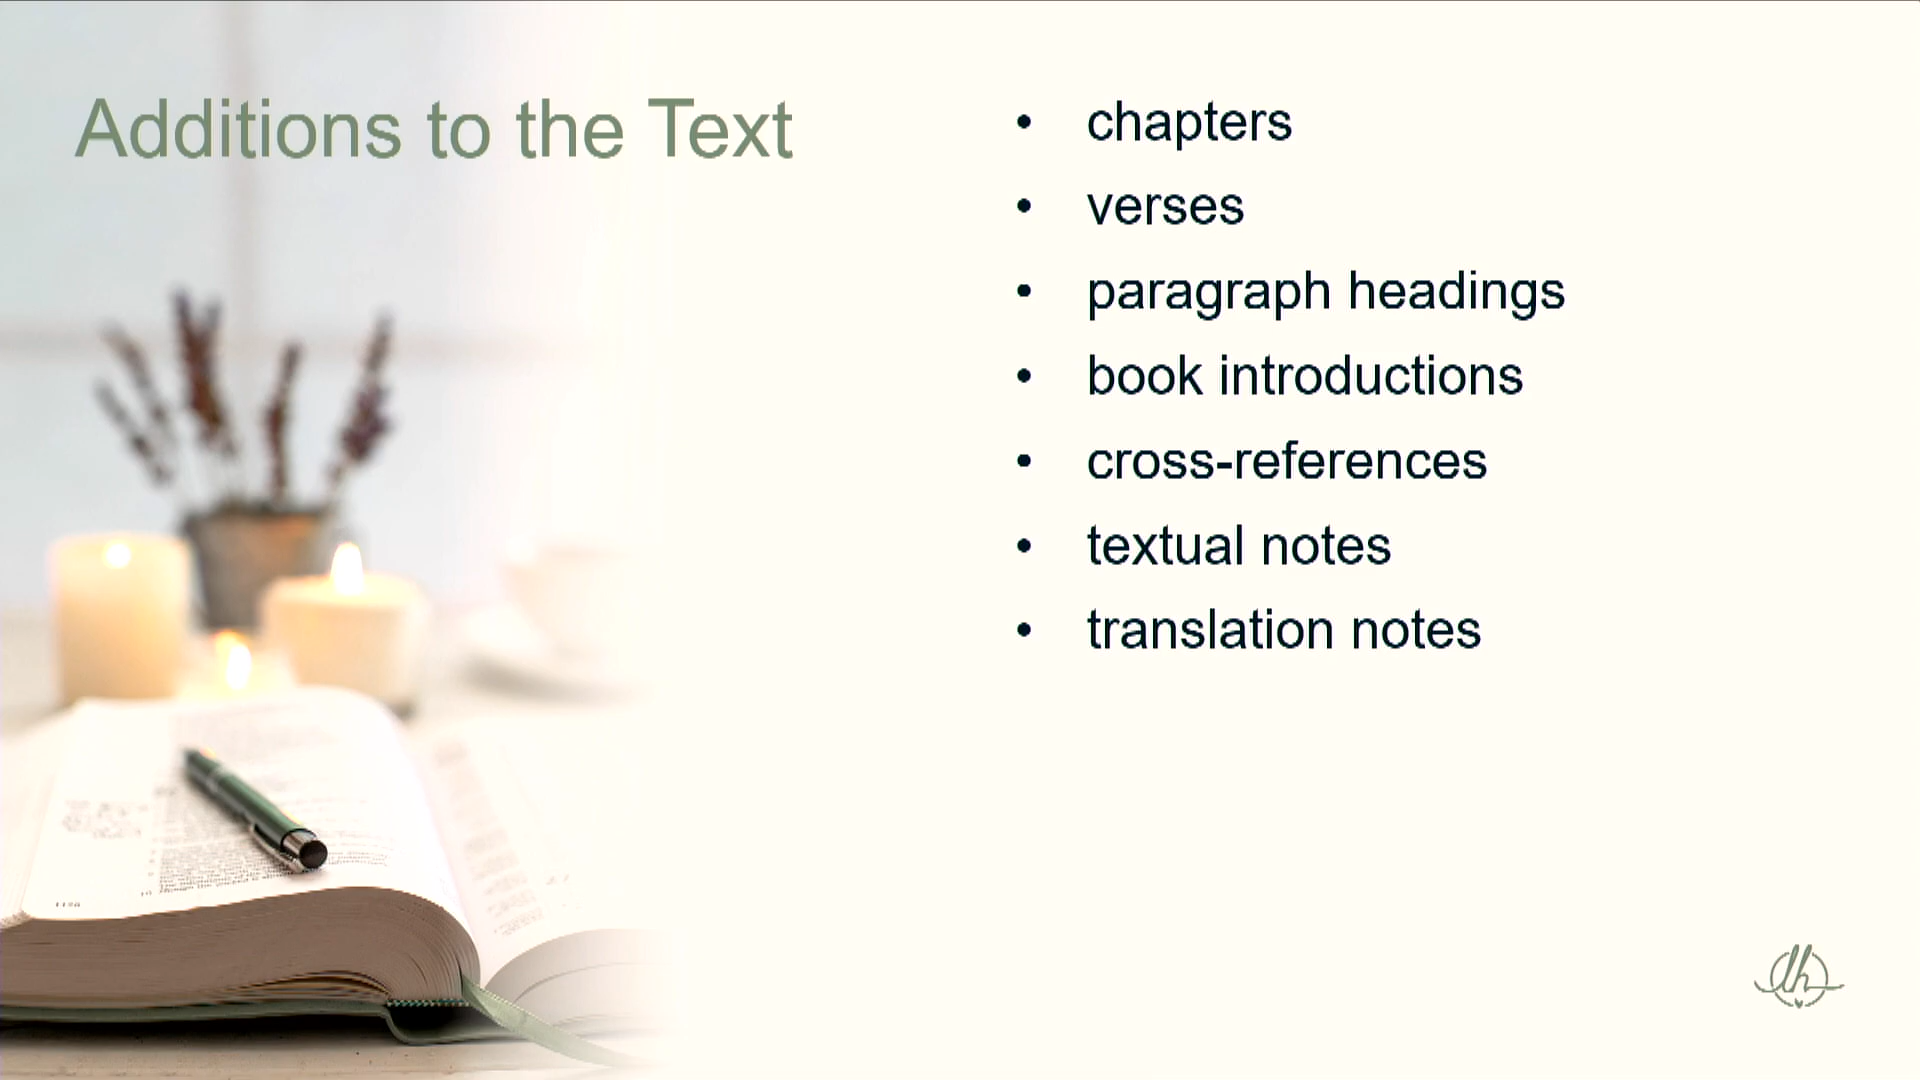 Additions to the Text
• chapters
• verses
• paragraph headings
• book introductions
• cross-references
• textual notes
• translation notes